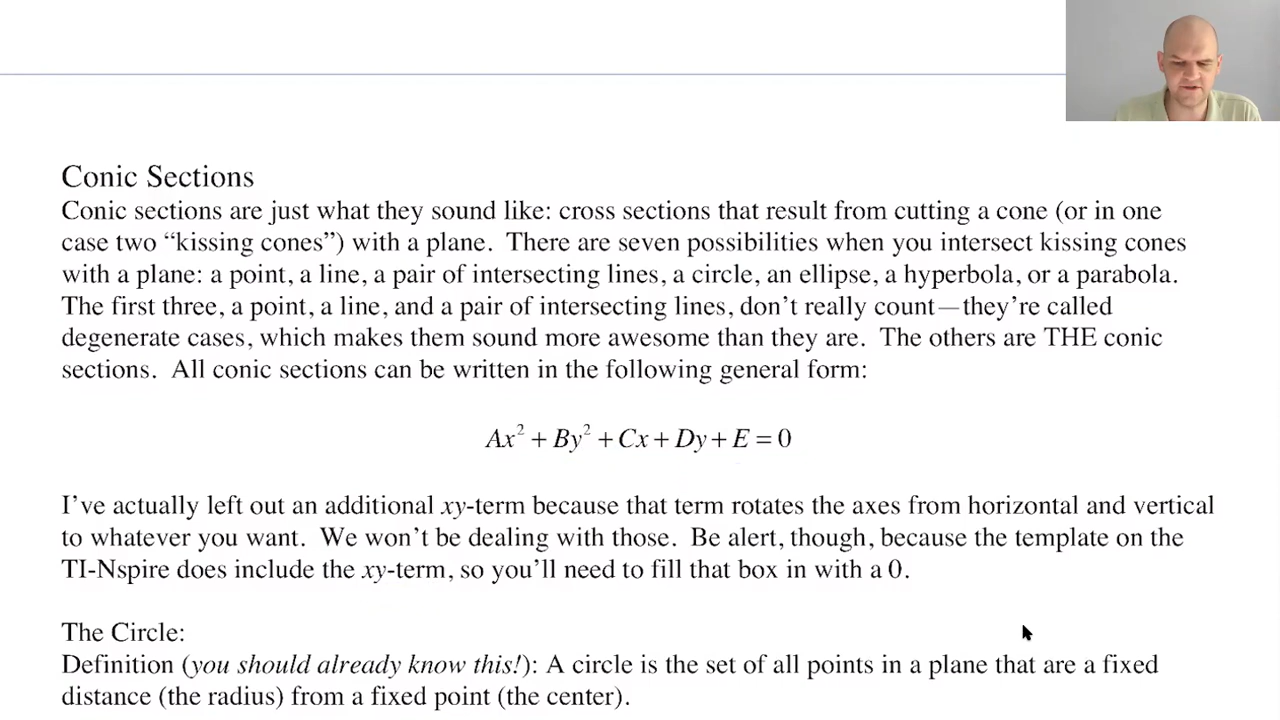 Conic Sections
Conic sections are just what they sound like: cross sections that result from cutting a cone (or in one
case two “kissing cones”) with a plane.  There are seven possibilities when you intersect kissing cones
with a plane: a point, a line, a pair of intersecting lines, a circle, an ellipse, a hyperbola, or a parabola.
The first three, a point, a line, and a pair of intersecting lines, don’t really count—they’re called
degenerate cases, which makes them sound more awesome than they are.  The others are THE conic
sections.  All conic sections can be written in the following general form:
Ax² + By² + Cx + Dy + E = 0
I’ve actually left out an additional xy-term because that term rotates the axes from horizontal and vertical
to whatever you want.  We won’t be dealing with those.  Be alert, though, because the template on the
TI-Nspire does include the xy-term, so you’ll need to fill that box in with a 0.
The Circle:
Definition (you should already know this!): A circle is the set of all points in a plane that are a fixed
distance (the radius) from a fixed point (the center).